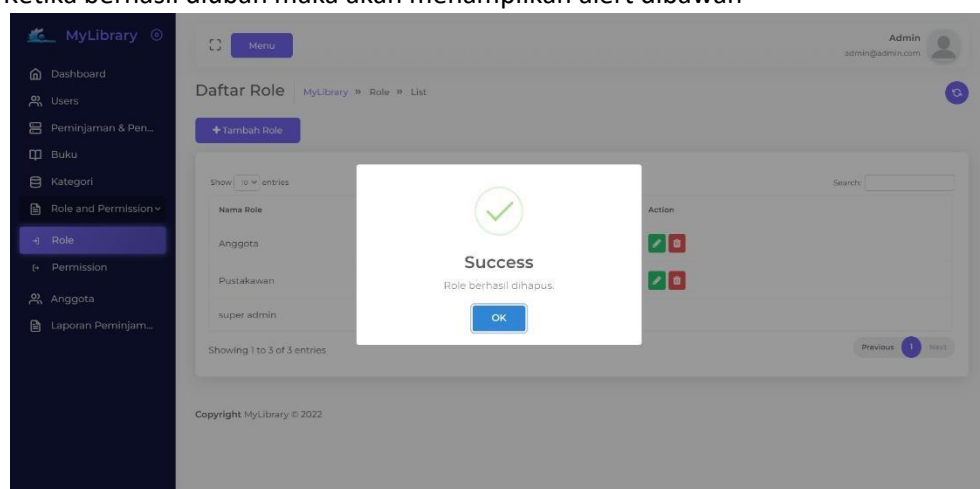 Ketika berhasil diubah maka akan menampilkan alert dibawah
MyLibrary
Menu
Admin
admin@admin.com
Dashboard
Users
Peminjaman & Pen...
Buku
Kategori
Role and Permission
Role
Permission
Anggota
Laporan Peminjam...
Daftar Role
MyLibrary » Role » List
+ Tambah Role
Show 10 entries
Search:
Nama Role
Action
Anggota
Pustakawan
super admin
Success
Role berhasil dihapus.
OK
Showing 1 to 3 of 3 entries
Previous 1 Next
Copyright MyLibrary © 2022